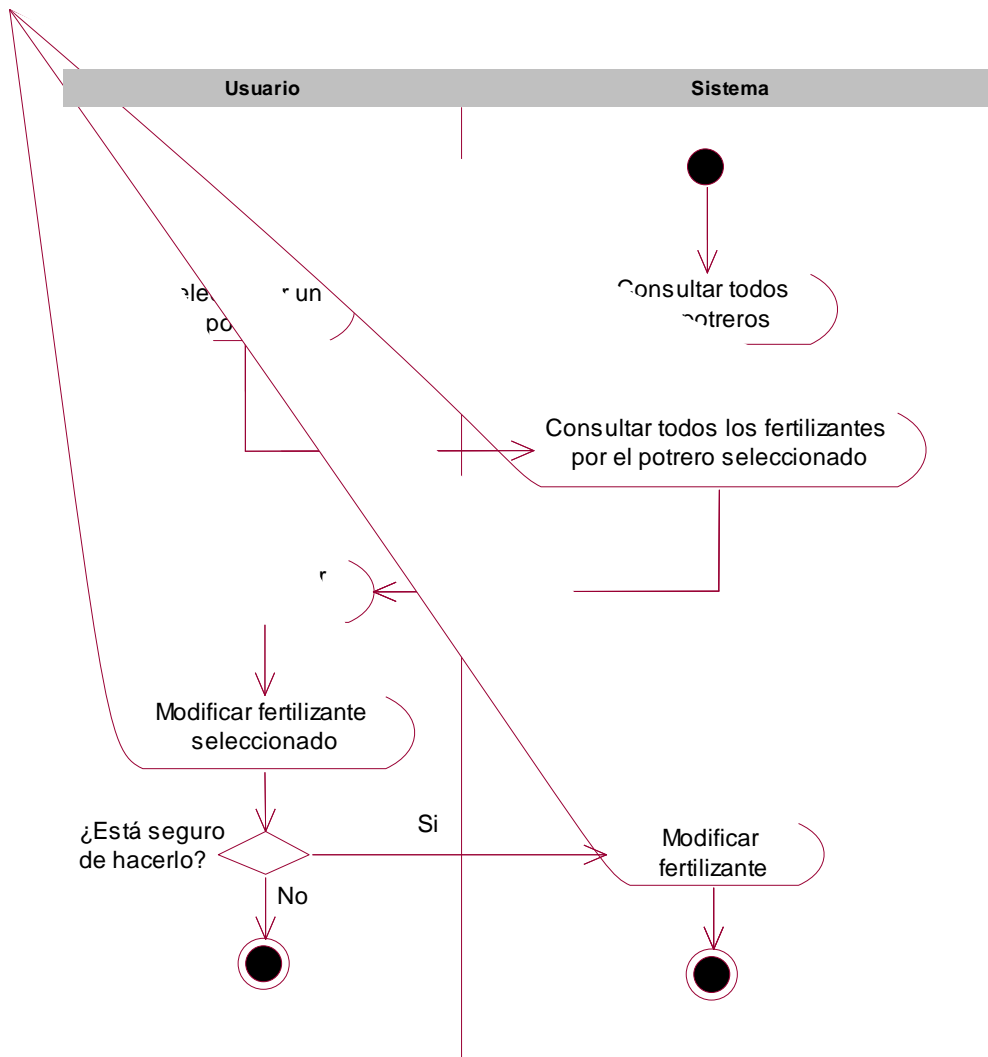 Usuario
Sistema
un
Consultar todos
potreros
Consultar todos los fertilizantes
por el potrero seleccionado
Modificar fertilizante
seleccionado
¿Está seguro
de hacerlo?
Si
No
Modificar
fertilizante